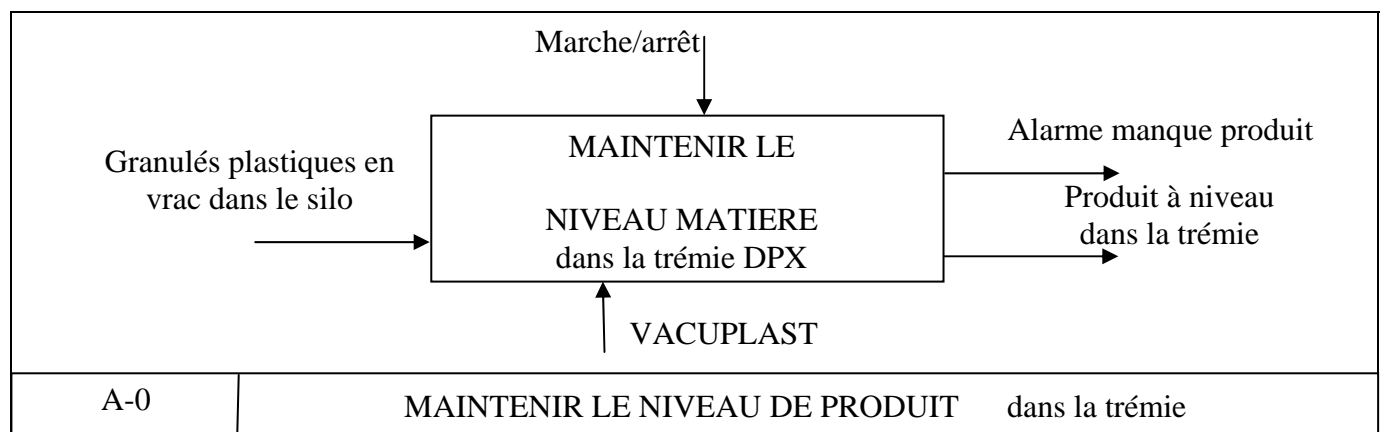 Marche/arrêt
Granulés plastiques en
vrac dans le silo
MAINTENIR LE
NIVEAU MATIERE
dans la trémie DPX
Alarme manque produit
Produit à niveau
dans la trémie
VACUPLAST
A-0
MAINTENIR LE NIVEAU DE PRODUIT dans la trémie